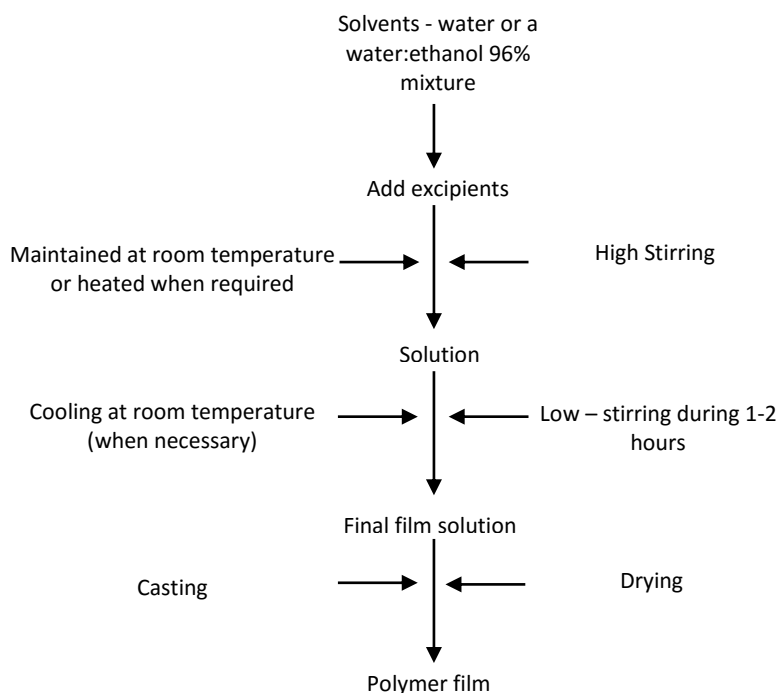 Solvents - water or a
water:ethanol 96%
mixture
Add excipients
Maintained at room temperature
or heated when required
High Stirring
Solution
Cooling at room temperature
(when necessary)
Low – stirring during 1-2
hours
Final film solution
Casting
Drying
Polymer film